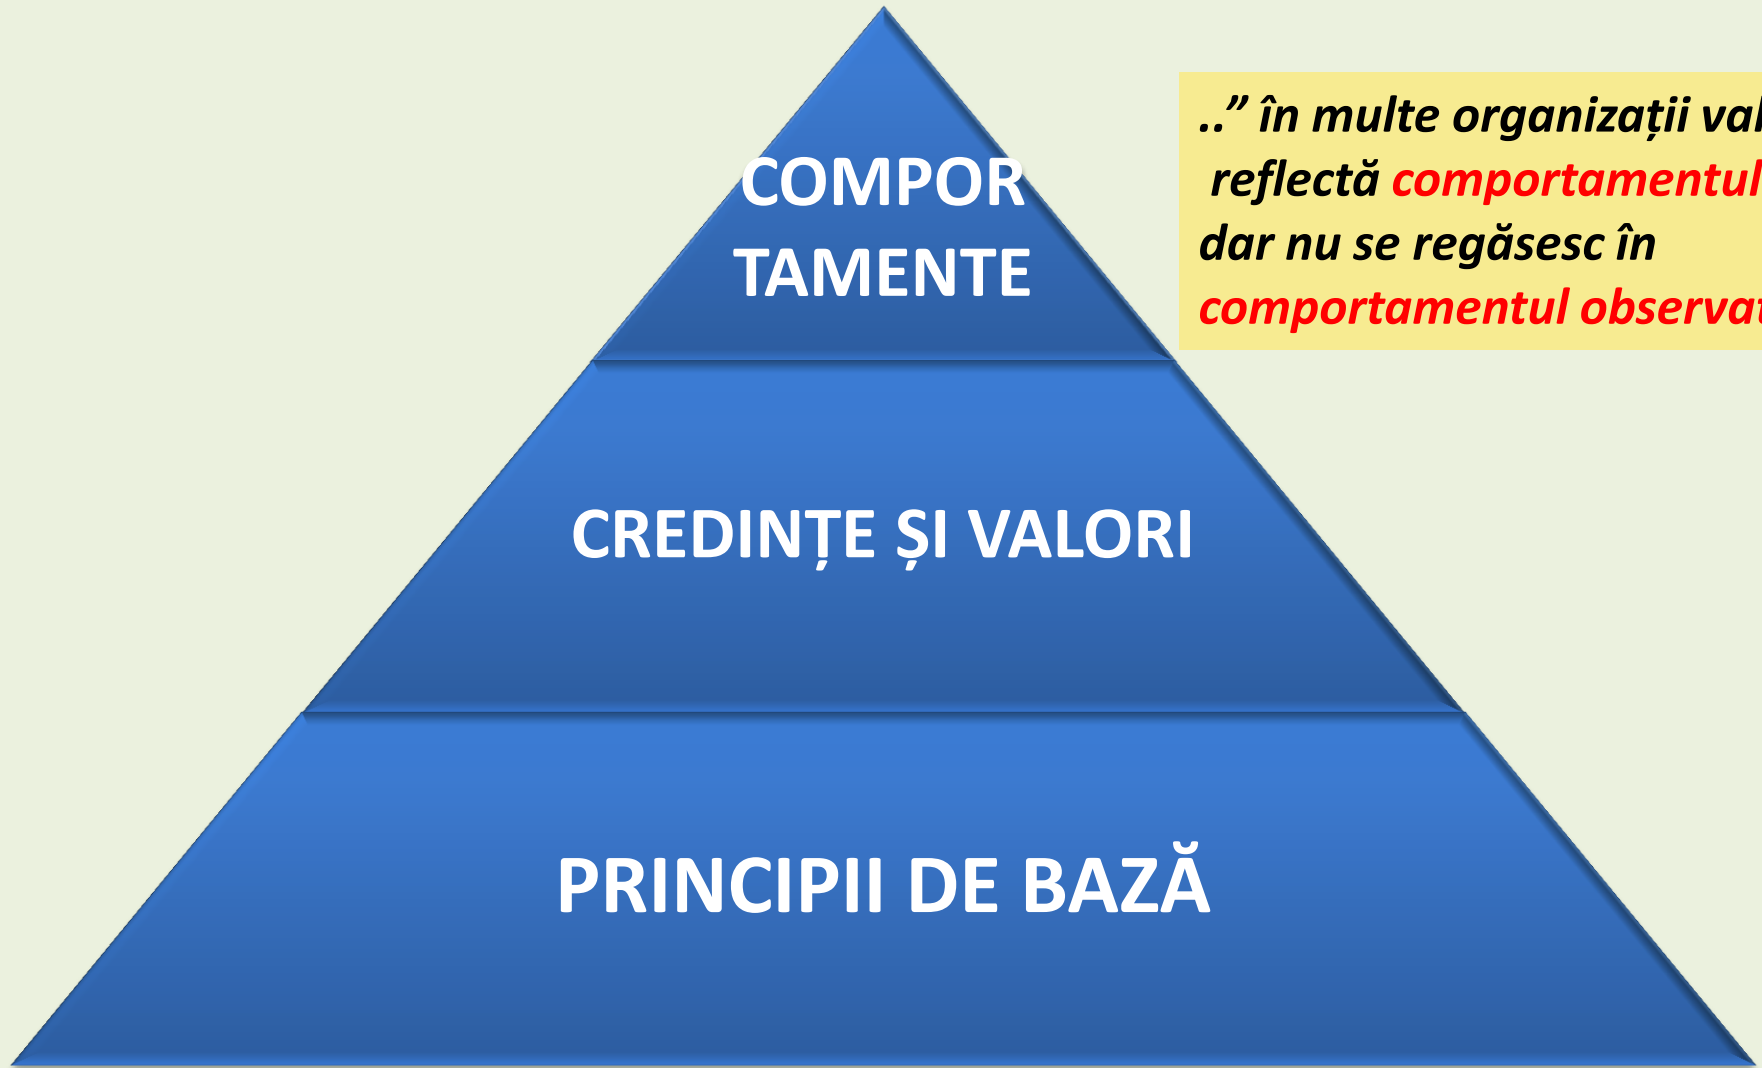 COMPOR
TAMENTE
CREDINȚE ȘI VALORI
PRINCIPII DE BAZĂ
..” în multe organizații
reflectă comportamentul
dar nu se regăsesc în
comportamentul